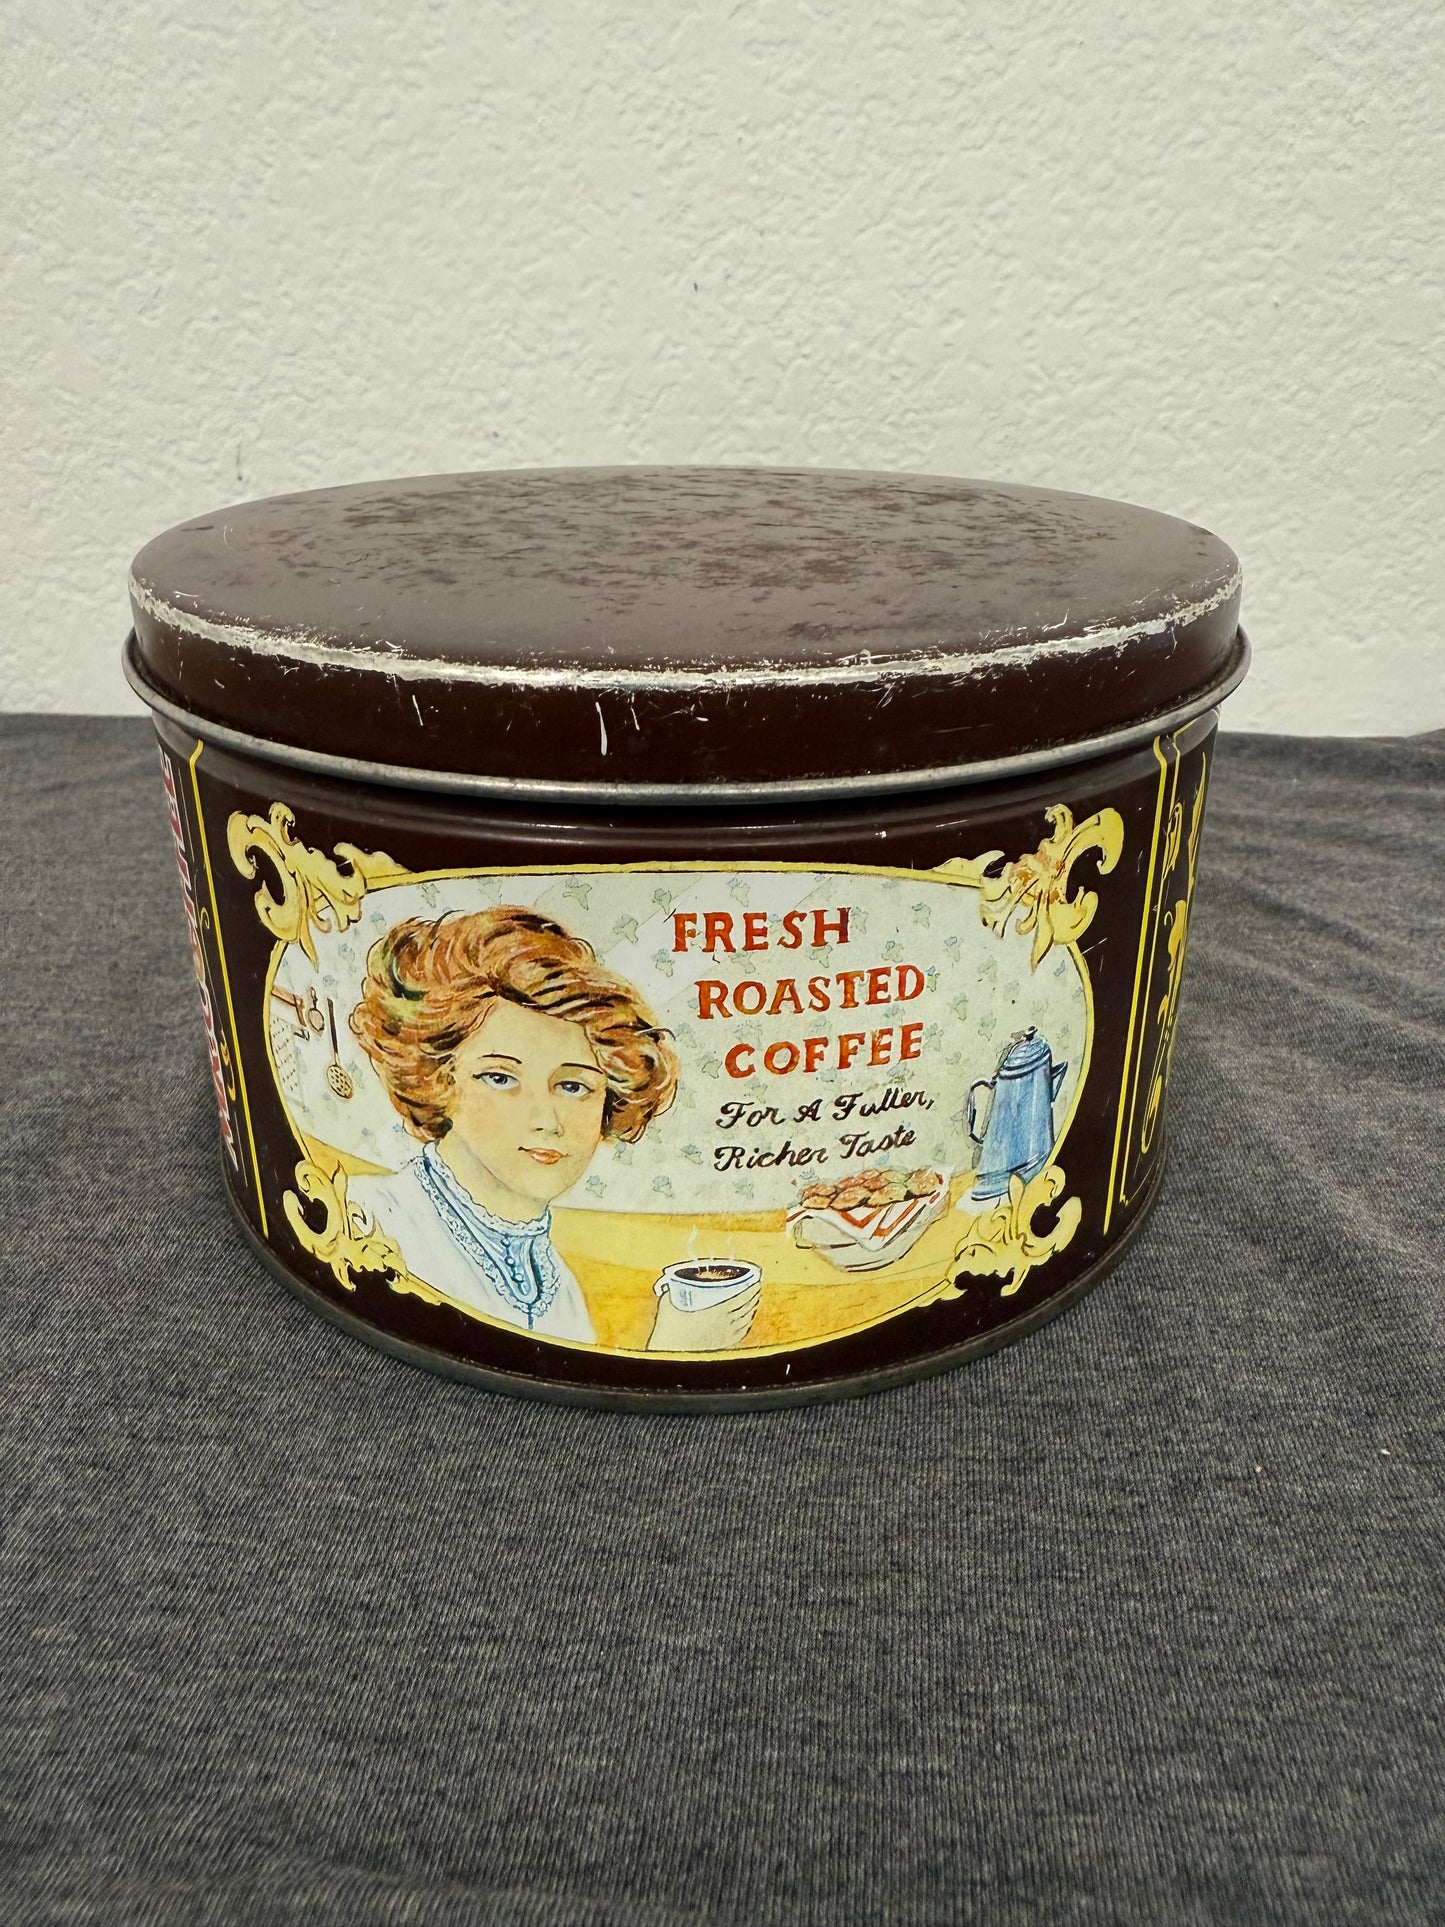 FRESH
ROASTED
COFFEE
For A Fuller,
Richer Taste